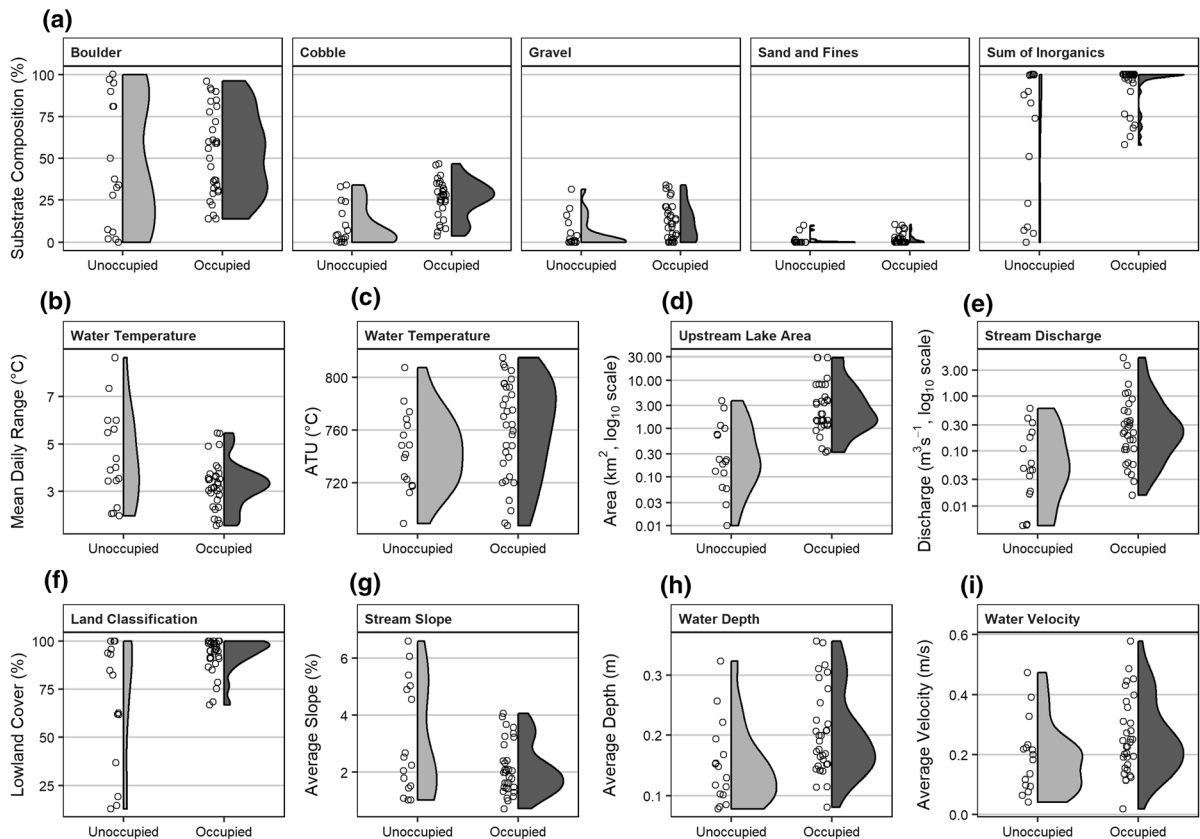 (a)
Boulder
Cobble
Gravel
Sand and Fines
Sum of Inorganics
Substrate Composition (%)
100
75
50
25
0
Unoccupied
Occupied
Unoccupied
Occupied
Unoccupied
Occupied
Unoccupied
Occupied
Unoccupied
Occupied
(b)
Water Temperature
Mean Daily Range (°C)
7
5
3
Unoccupied
Occupied
(c)
Water Temperature
ATU (°C)
800
760
720
Unoccupied
Occupied
(d)
Upstream Lake Area
Area (km², log₁₀ scale)
30.00
10.00
3.00
1.00
0.30
0.10
0.03
0.01
Unoccupied
Occupied
(e)
Stream Discharge
Discharge (m³s⁻¹, log₁₀ scale)
3.00
1.00
0.30
0.10
0.03
0.01
Unoccupied
Occupied
(f)
Land Classification
Lowland Cover (%)
100
75
50
25
Unoccupied
Occupied
(g)
Stream Slope
Average Slope (%)
6
4
2
Unoccupied
Occupied
(h)
Water Depth
Average Depth (m)
0.3
0.2
0.1
Unoccupied
Occupied
(i)
Water Velocity
Average Velocity (m/s)
0.6
0.4
0.2
0.0
Unoccupied
Occupied